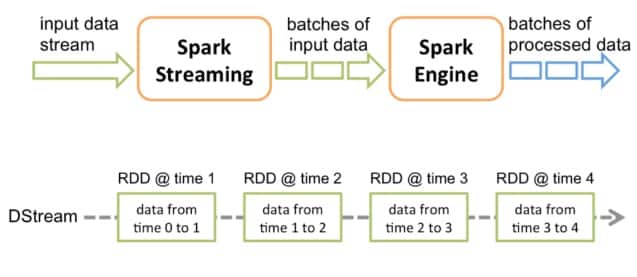 input data
stream
Spark
Streaming
batches of
input data
Spark
Engine
batches of
processed data
RDD @ time 1
RDD @ time 2
RDD @ time 3
RDD @ time 4
DStream
data from
time 0 to 1
data from
time 1 to 2
data from
time 2 to 3
data from
time 3 to 4